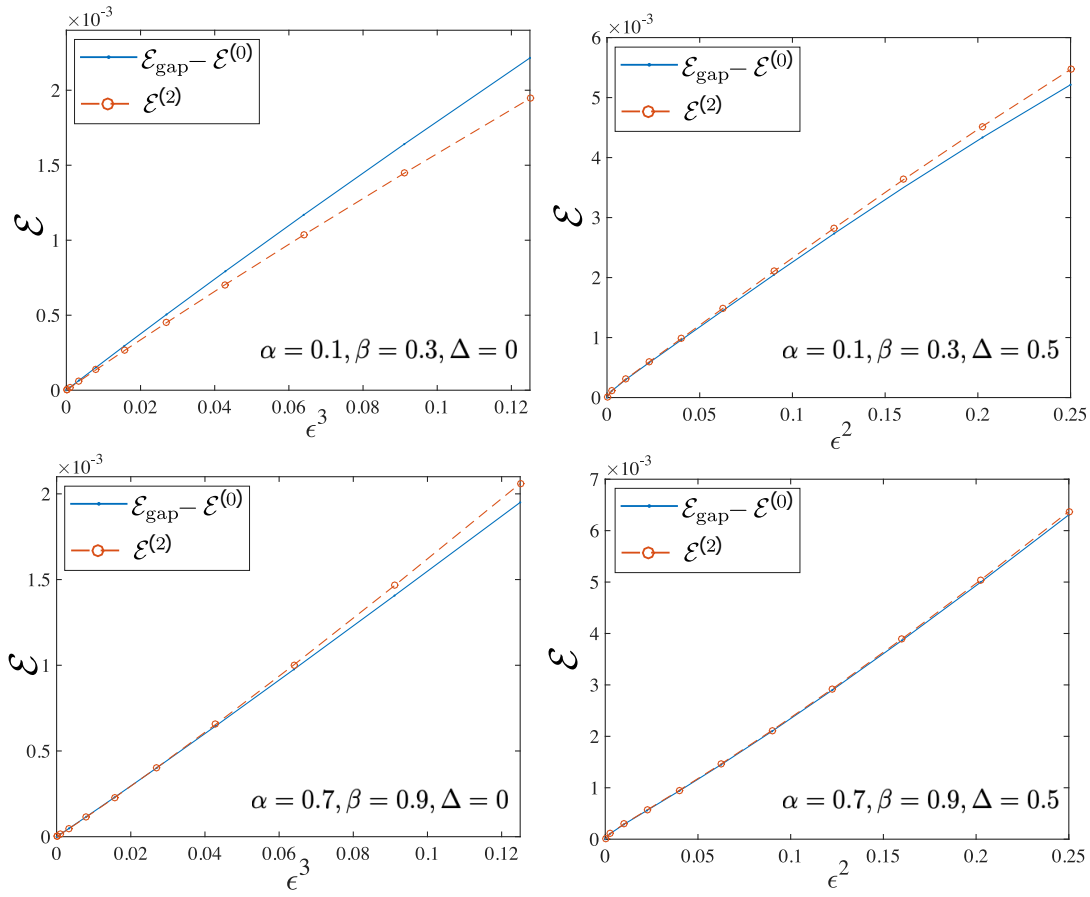 ×10⁻³
ℰgap − ℰ⁽⁰⁾
ℰ⁽²⁾
2
1.5
1
0.5
0
ℰ
α = 0.1, β = 0.3, Δ = 0
0 0.02 0.04 0.06 0.08 0.1 0.12
ϵ³
×10⁻³
6
ℰgap − ℰ⁽⁰⁾
ℰ⁽²⁾
5
4
3
2
1
0
ℰ
α = 0.1, β = 0.3, Δ = 0.5
0 0.05 0.1 0.15 0.2 0.25
ϵ²
×10⁻³
ℰgap − ℰ⁽⁰⁾
ℰ⁽²⁾
2
1.5
1
0.5
0
ℰ
α = 0.7, β = 0.9, Δ = 0
0 0.02 0.04 0.06 0.08 0.1 0.12
ϵ³
×10⁻³
7
ℰgap − ℰ⁽⁰⁾
ℰ⁽²⁾
6
5
4
3
2
1
0
ℰ
α = 0.7, β = 0.9, Δ = 0.5
0 0.05 0.1 0.15 0.2 0.25
ϵ²